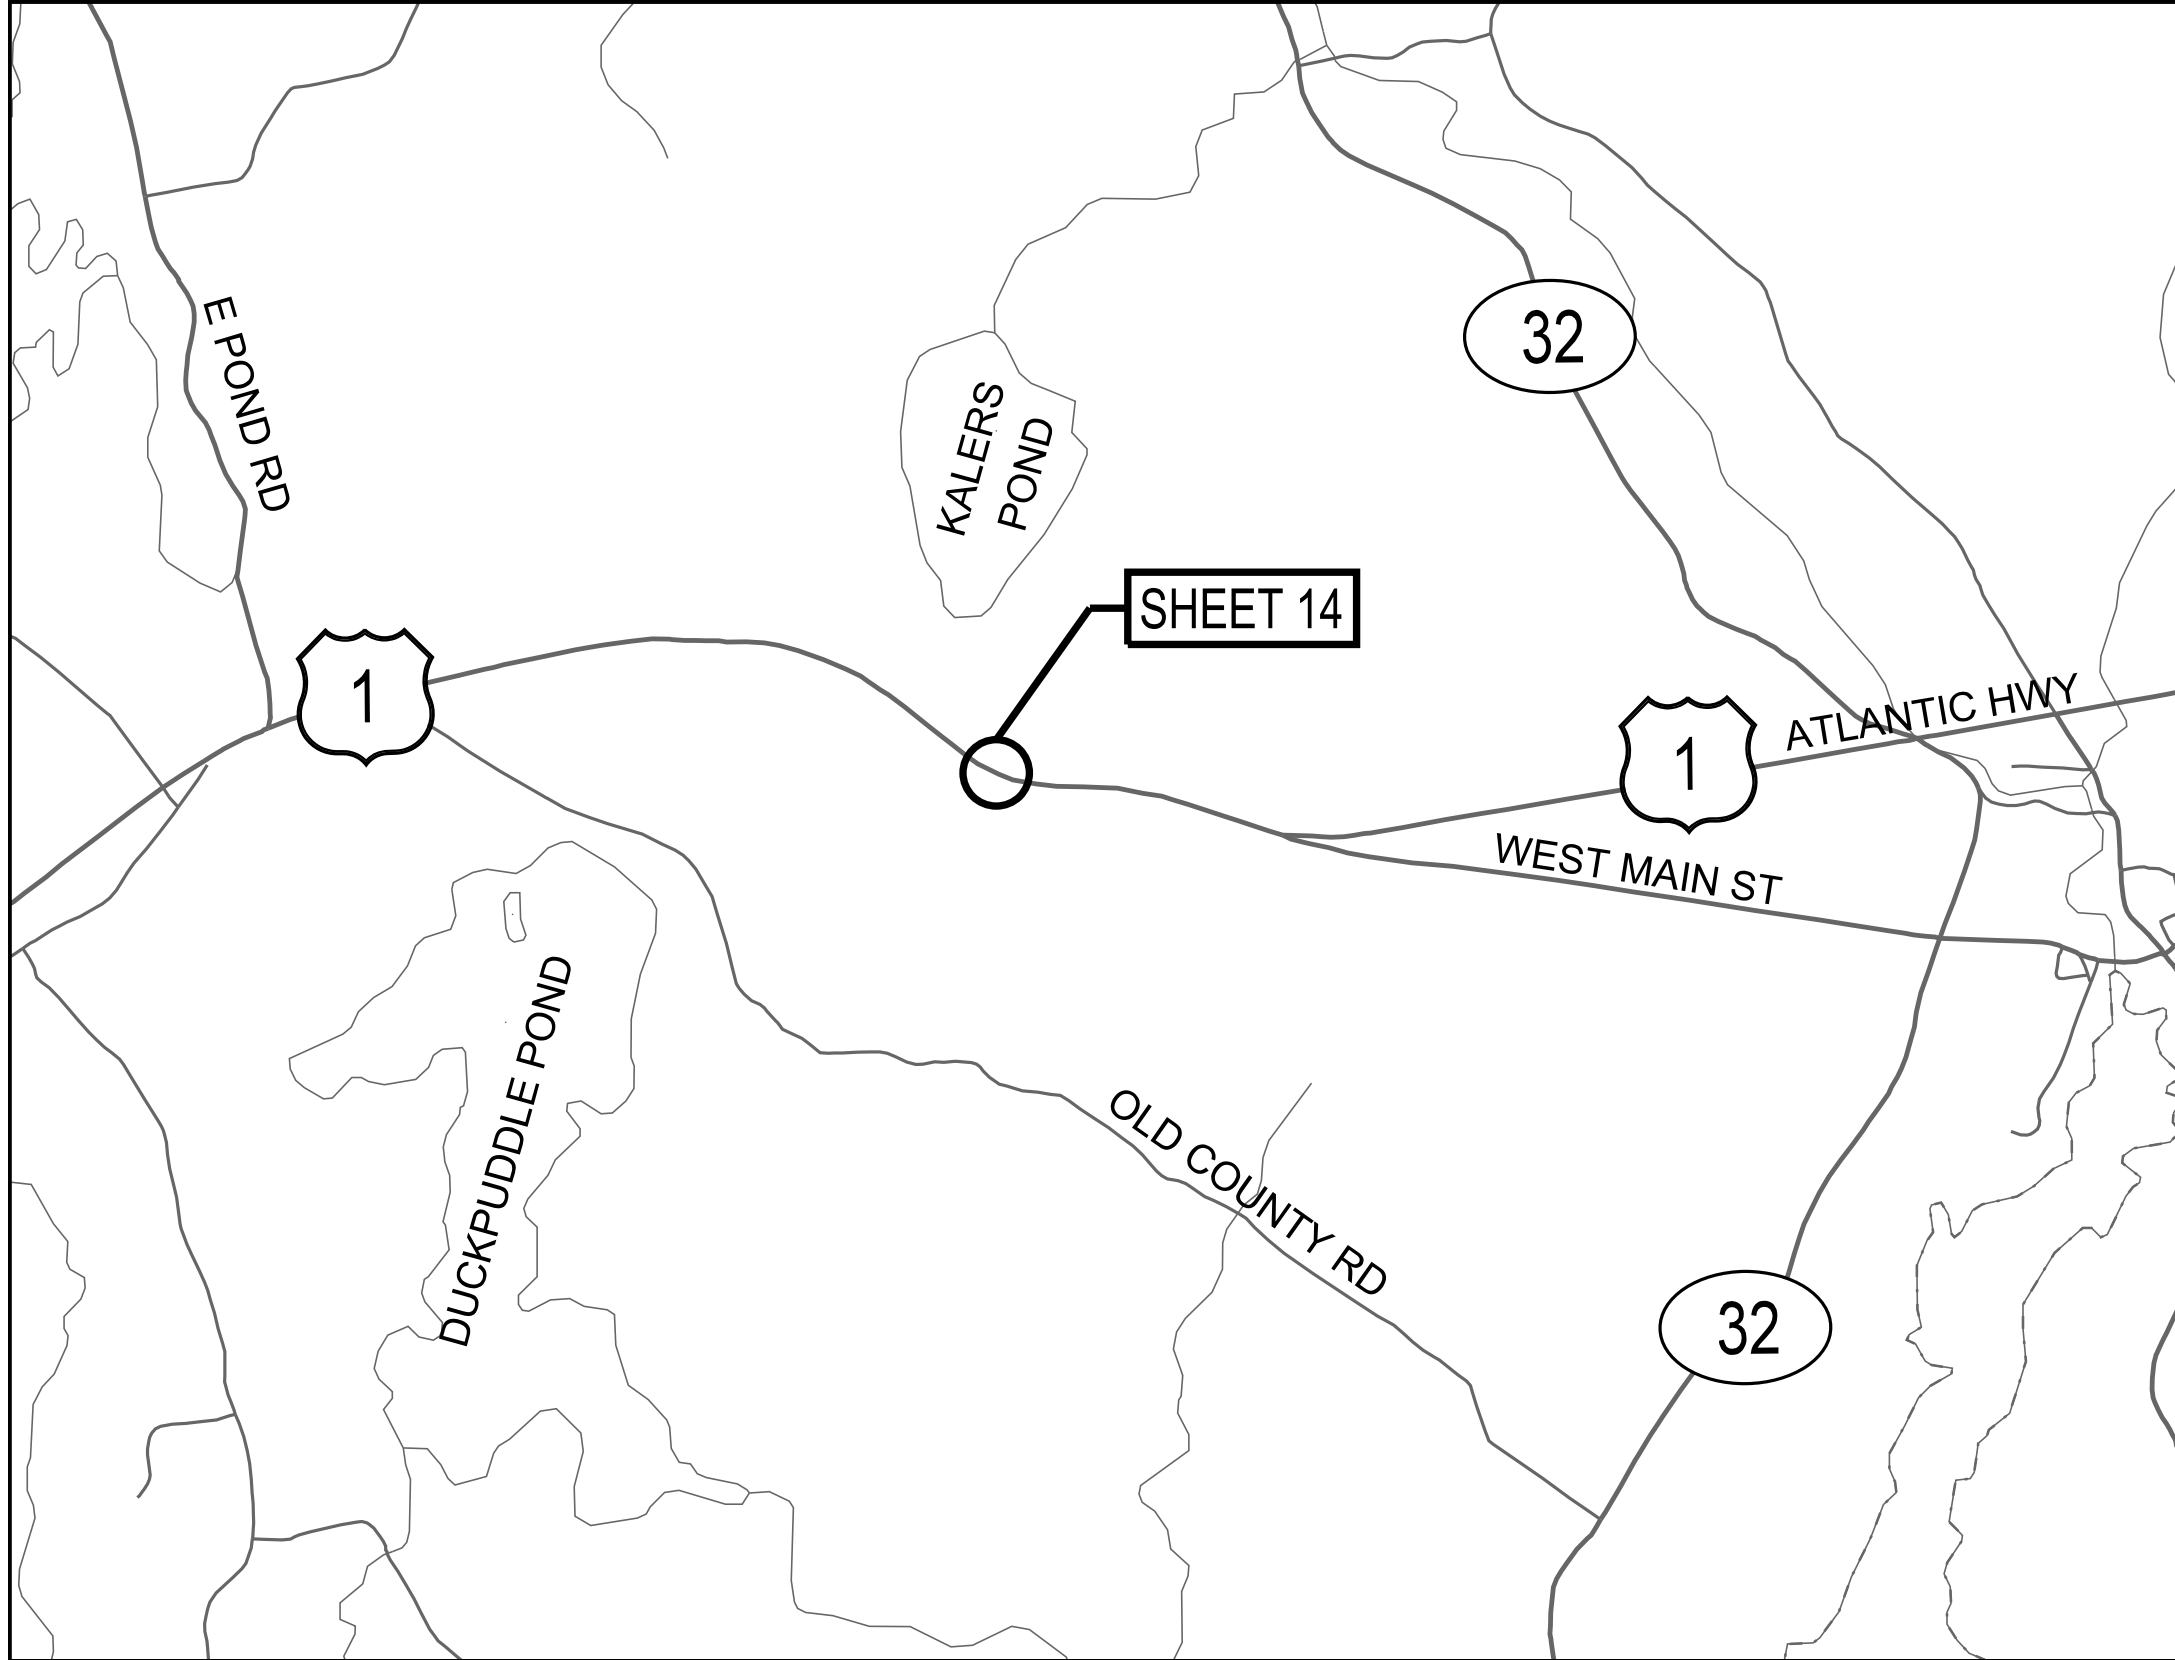 E POND RD
32
KALERS
POND
SHEET 14
1
ATLANTIC HWY
1
WEST MAIN ST
DUCKPUDDLE POND
OLD COUNTY RD
32